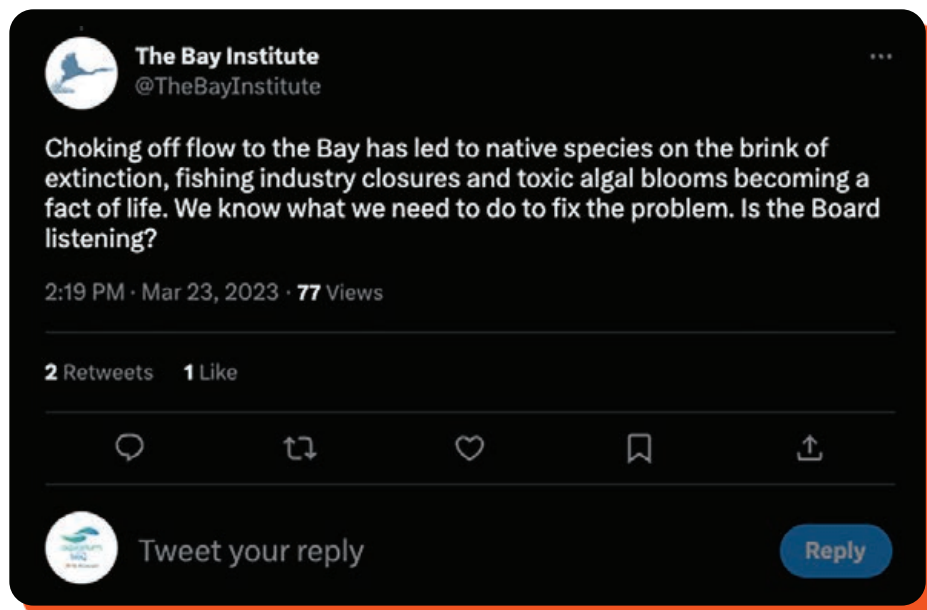 The Bay Institute
@TheBayInstitute
Choking off flow to the Bay has led to native species on the brink of
extinction, fishing industry closures and toxic algal blooms becoming a
fact of life. We know what we need to do to fix the problem. Is the Board
listening?
2:19 PM · Mar 23, 2023 · 77 Views
2 Retweets 1 Like
Tweet your reply
Reply